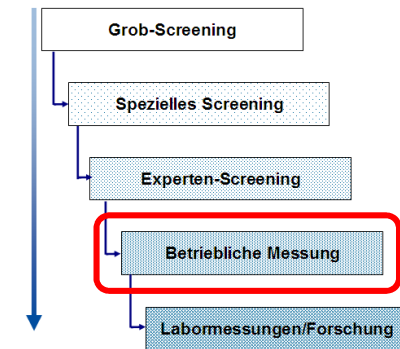 Grob-Screening
Spezielles Screening
Experten-Screening
Betriebliche Messung
Labormessungen/Forschung